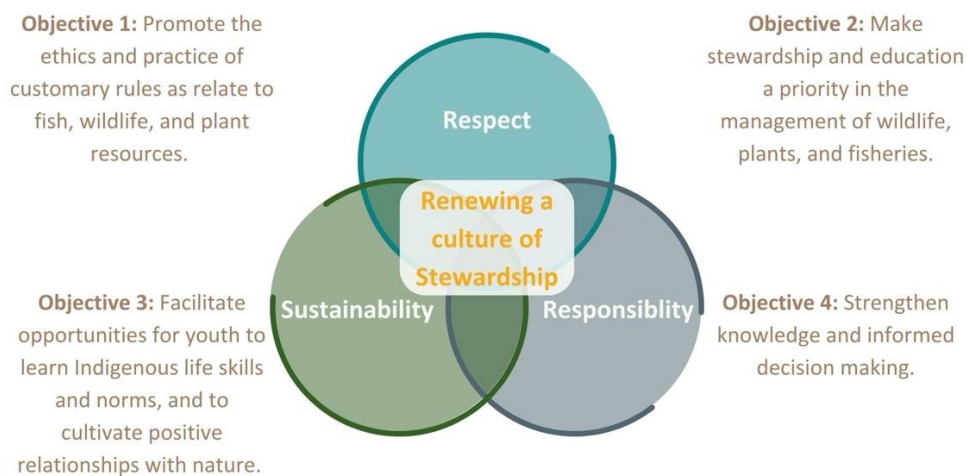 Objective 1: Promote the
ethics and practice of
customary rules as relate to
fish, wildlife, and plant
resources.
Objective 2: Make
stewardship and education
a priority in the
management of wildlife,
plants, and fisheries.
Respect
Renewing a
culture of
Stewardship
Sustainability
Responsiblity
Objective 3: Facilitate
opportunities for youth to
learn Indigenous life skills
and norms, and to
cultivate positive
relationships with nature.
Objective 4: Strengthen
knowledge and informed
decision making.